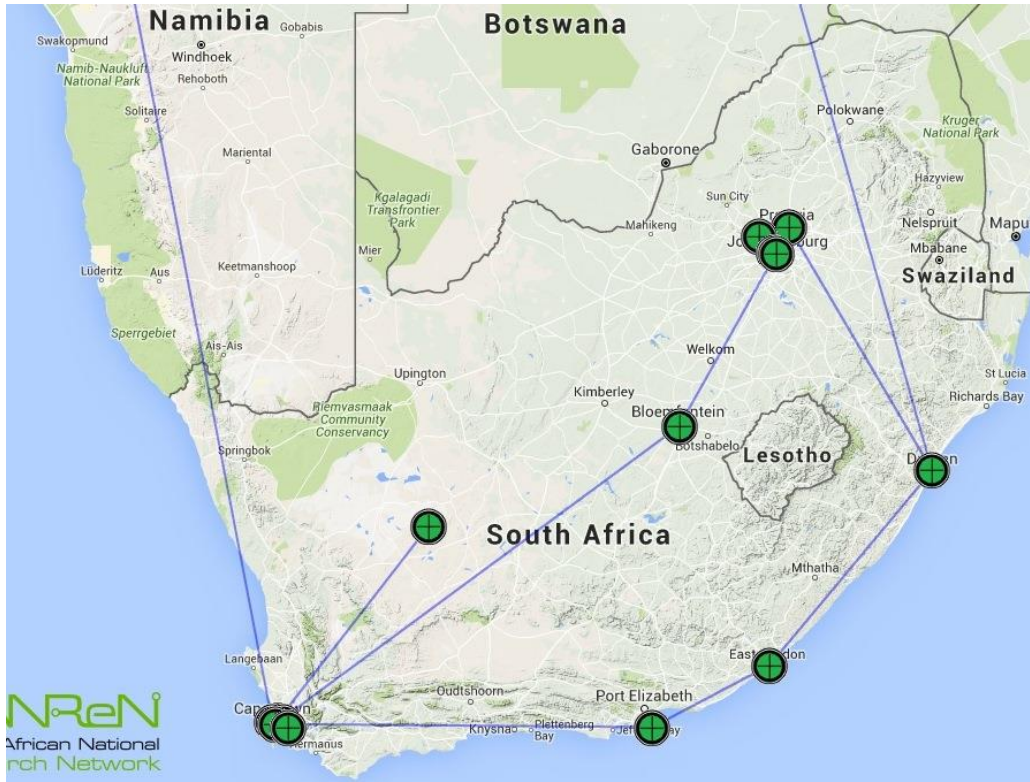 Namibia
Botswana
Gobabis
Swakopmund
Windhoek
Namib-Naukluft
National Park
Rehoboth
Solitaire
Polokwane
Kruger
National Park
Mariental
Gaborone
Hazyview
Sun City
Kgalagadi
Transfrontier
Park
Nelspruit
Mahikeng
Mapu
Mier
Mbabane
Lüderitz
Aus
Keetmanshoop
Swaziland
Sperrgebiet
Ais-Ais
Welkom
Upington
St Lucia
Kimberley
Richards Bay
Riemvasmaak
Community
Conservancy
Bloemfontein
Botshabelo
Springbok
Lesotho
South Africa
Mthatha
Langebaan
Oudtshoorn
Port Elizabeth
Knysna
Plettenberg
Bay
Hermanus
NReN
African National
rch Network